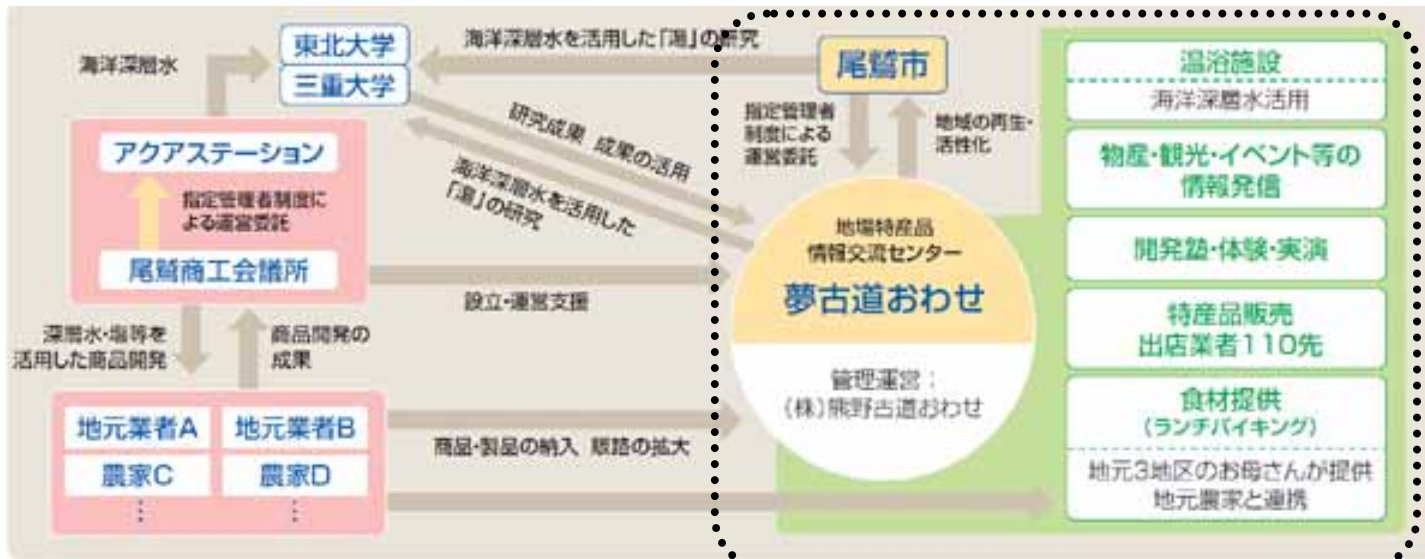 海洋深層水
東北大学
三重大学
海洋深層水を活用した「湯」の研究
尾鷲市
アクアステーション
指定管理者制度に
よる運営委託
尾鷲商工会議所
研究成果 成果の活用
海洋深層水を活用した
「湯」の研究
指定管理者
制度による
運営委託
地域の再生・
活性化
設立・運営支援
深層水・塩等を
活用した商品開発
商品開発の
成果
地元業者A
地元業者B
農家C
農家D
⋮
⋮
商品・製品の納入 販路の拡大
地場特産品
情報交流センター
夢古道おわせ
管理運営：
(株)熊野古道おわせ
温浴施設
海洋深層水活用
物産・観光・イベント等の
情報発信
開発塾・体験・実演
特産品販売
出店業者110先
食材提供
(ランチバイキング)
地元3地区のお母さんが提供
地元農家と連携